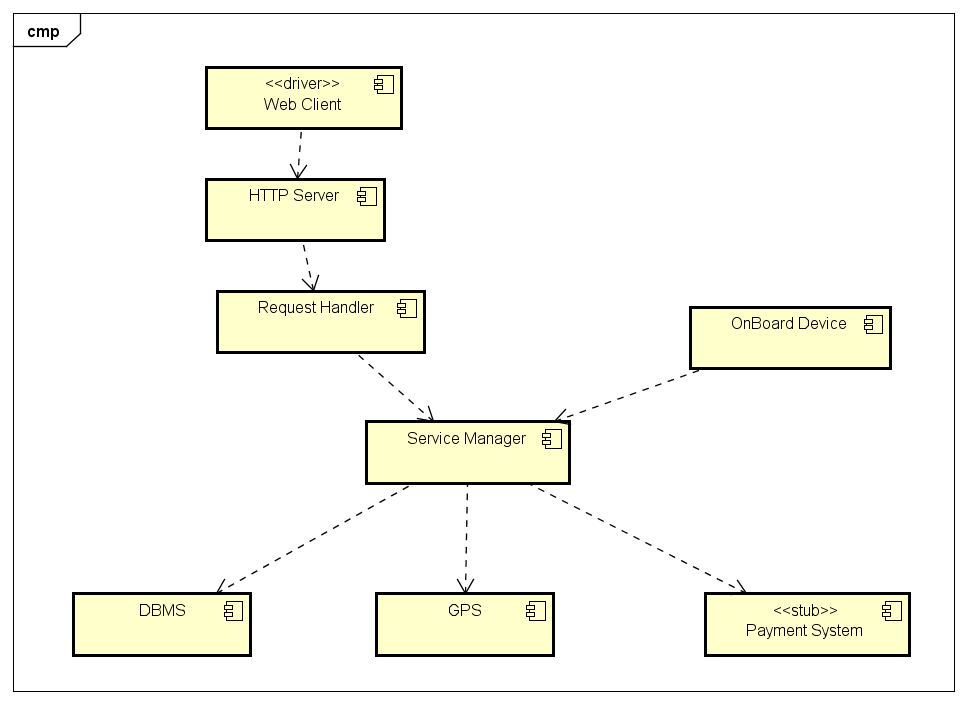 cmp
<<driver>>
Web Client
HTTP Server
Request Handler
OnBoard Device
Service Manager
DBMS
GPS
<<stub>>
Payment System